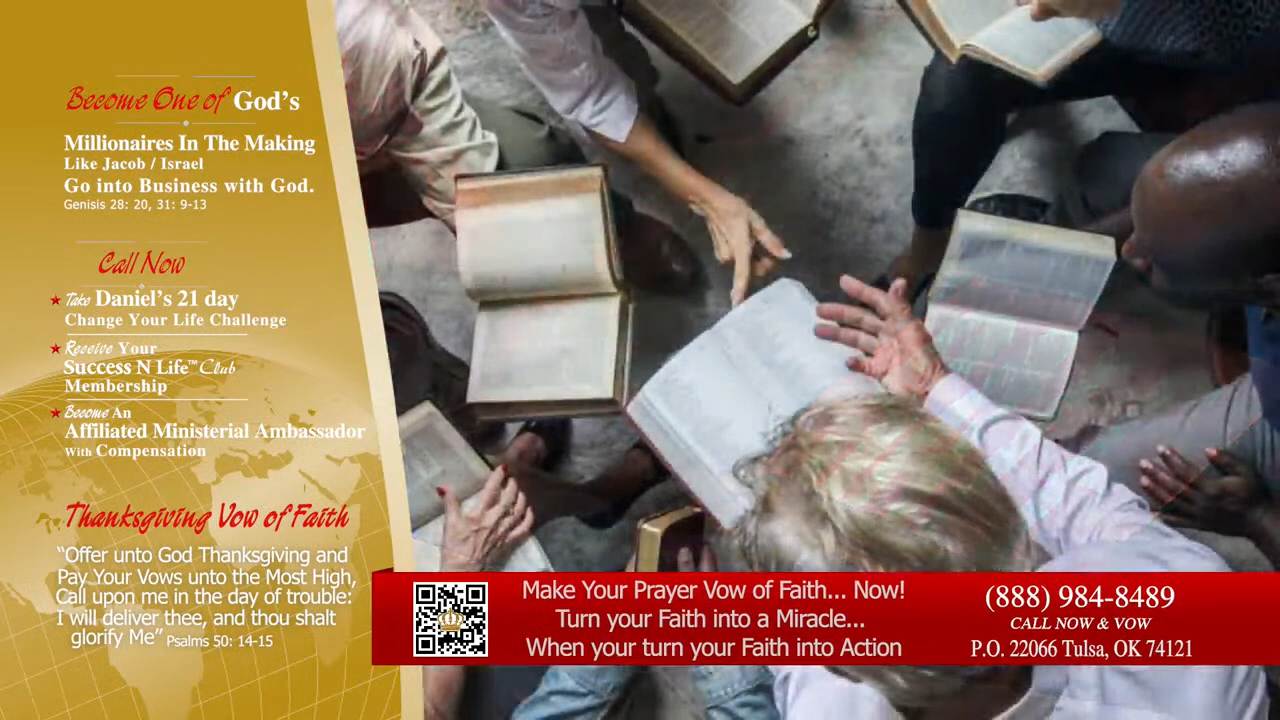 Become One of God's
Millionaires In The Making
Like Jacob / Israel
Go into Business with God.
Genisis 28: 20, 31: 9-13
Call Now
★ Take Daniel's 21 day
Change Your Life Challenge
★ Receive Your
Success N Life™ Club
Membership
★ Become An
Affiliated Ministerial Ambassador
With Compensation
Thanksgiving Vow of Faith
“Offer unto God Thanksgiving and
Pay Your Vows unto the Most High,
Call upon me in the day of trouble:
I will deliver thee, and thou shalt
glorify Me” Psalms 50: 14-15
Make Your Prayer Vow of Faith... Now!
Turn your Faith into a Miracle...
When your turn your Faith into Action
(888) 984-8489
CALL NOW & VOW
P.O. 22066 Tulsa, OK 74121